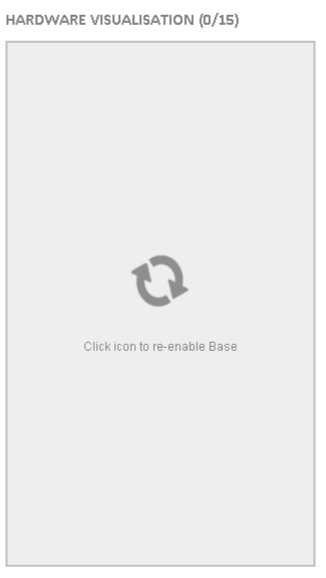 HARDWARE VISUALISATION (0/15)
Click icon to re-enable Base